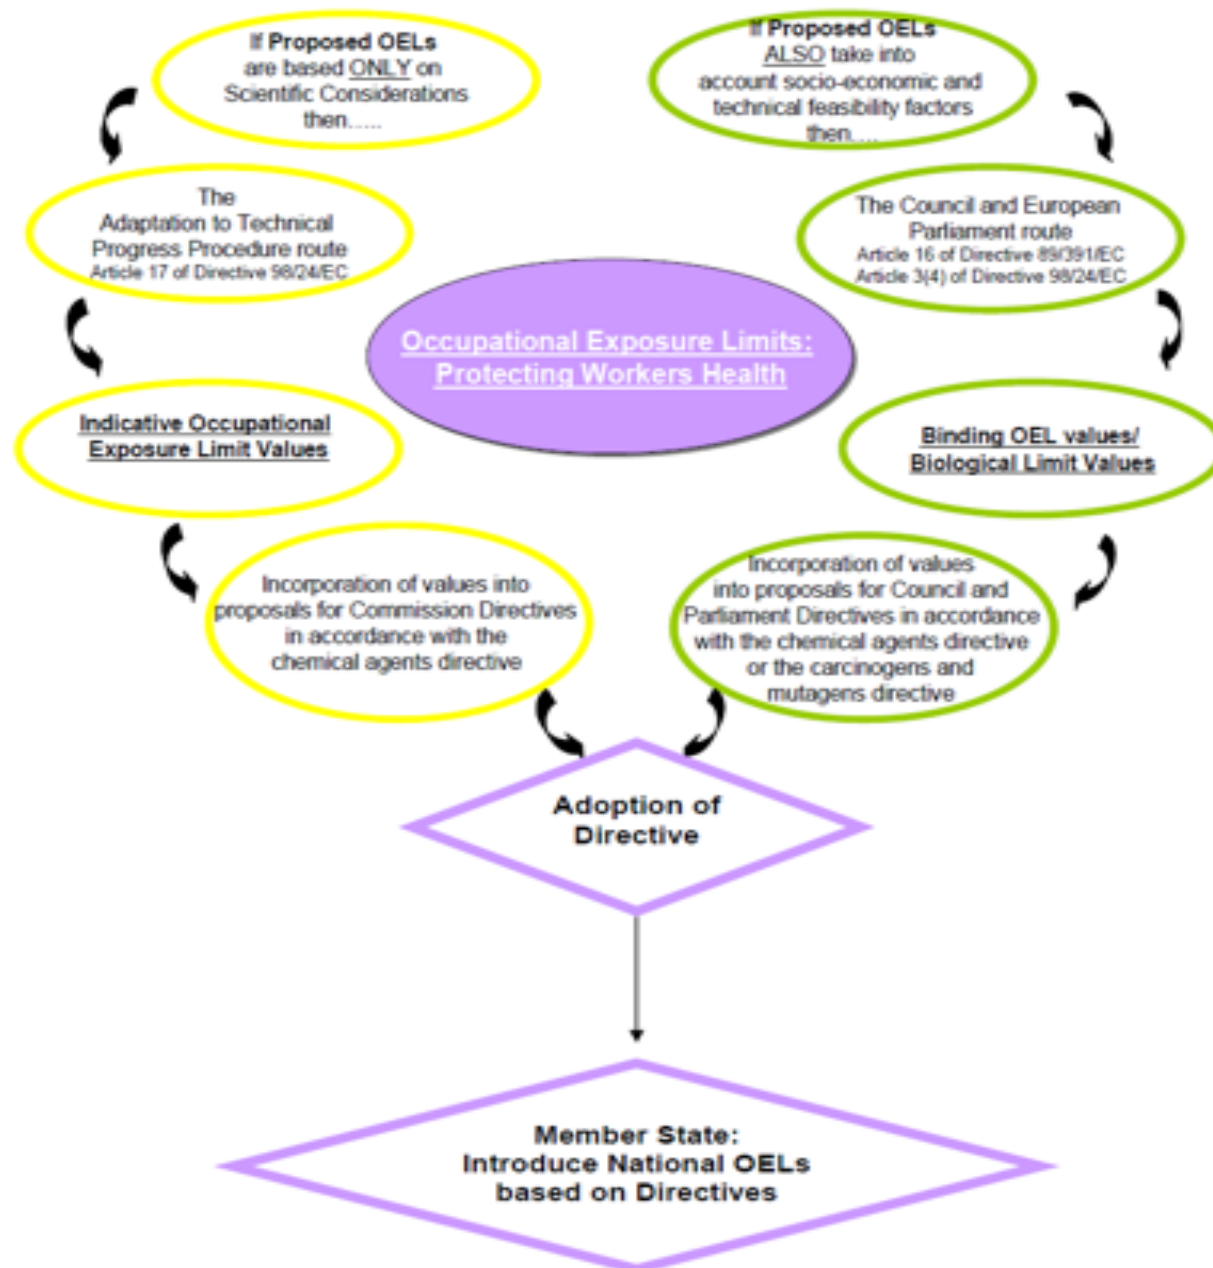 If Proposed OELs
are based ONLY on
Scientific Considerations
then.....
If Proposed OELs
ALSO take into
account socio-economic and
technical feasibility factors
then....
The
Adaptation to Technical
Progress Procedure route
Article 17 of Directive 98/24/EC
The Council and European
Parliament route
Article 16 of Directive 89/391/EC
Article 3(4) of Directive 98/24/EC
Occupational Exposure Limits:
Protecting Workers Health
Indicative Occupational
Exposure Limit Values
Binding OEL values/
Biological Limit Values
Incorporation of values into
proposals for Commission Directives
in accordance with the
chemical agents directive
Incorporation of values
into proposals for Council and
Parliament Directives in accordance
with the chemical agents directive
or the carcinogens and
mutagens directive
Adoption of
Directive
Member State:
Introduce National OELs
based on Directives